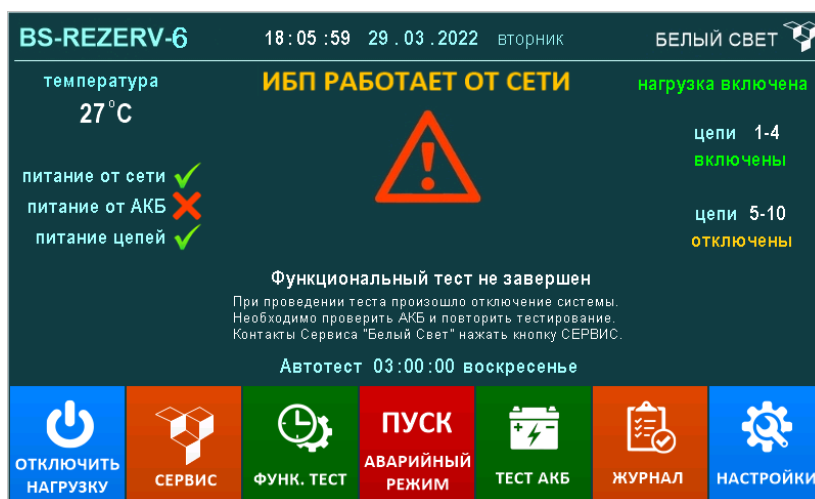 BS-REZERV-6
18:05:59 29.03.2022 вторник
БЕЛЫЙ СВЕТ
температура
27°C
питание от сети
питание от АКБ
питание цепей
ИБП РАБОТАЕТ ОТ СЕТИ
нагрузка включена
цепи 1-4
включены
цепи 5-10
отключены
Функциональный тест не завершен
При проведении теста произошло отключение системы.
Необходимо проверить АКБ и повторить тестирование.
Контакты Сервиса "Белый Свет" нажать кнопку СЕРВИС.
Автотест 03:00:00 воскресенье
ОТКЛЮЧИТЬ
НАГРУЗКУ
СЕРВИС
ФУНК. ТЕСТ
ПУСК
АВАРИЙНЫЙ
РЕЖИМ
ТЕСТ АКБ
ЖУРНАЛ
НАСТРОЙКИ